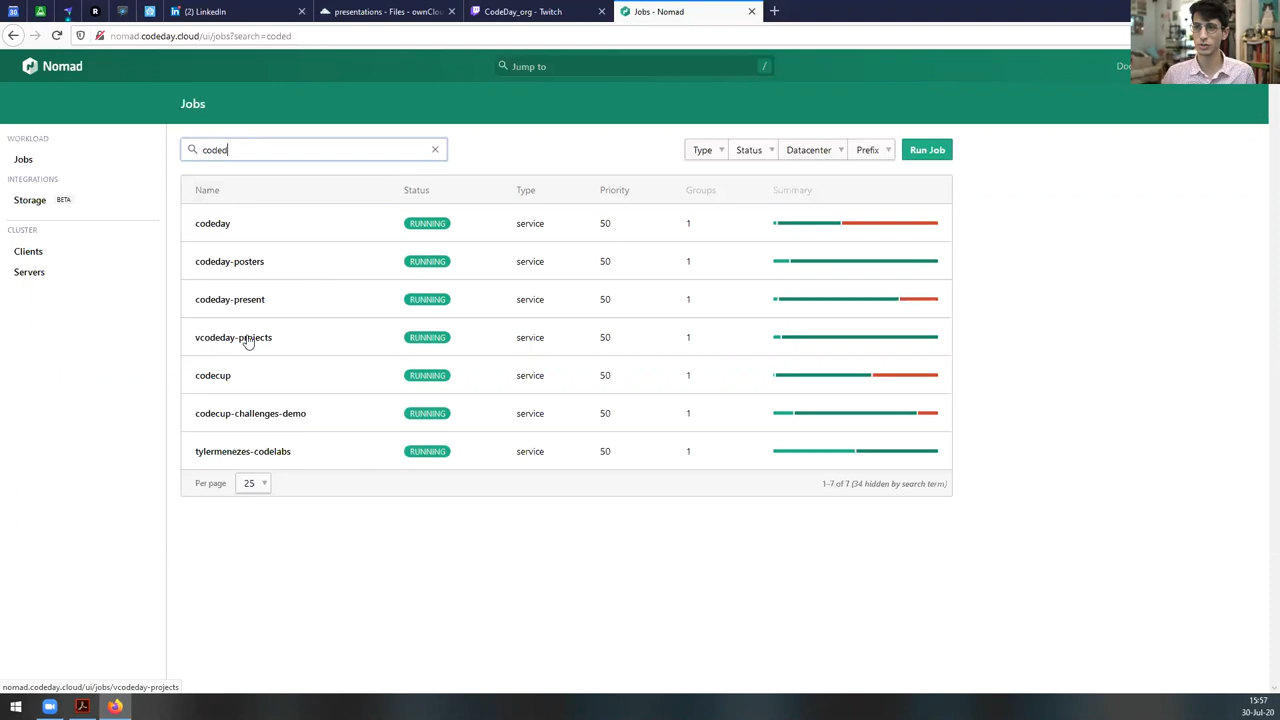 LinkedIn
presentations - Files - ownClou
CodeDay_org - Twitch
Jobs - Nomad
nomad.codeday.cloud/ui/jobs?search=coded
Nomad
Jump to
/
Jobs
WORKLOAD
Jobs
INTEGRATIONS
Storage BETA
CLUSTER
Clients
Servers
coded
Type
Status
Datacenter
Prefix
Run Job
Name Status Type Priority Groups Summary
codeday RUNNING service 50 1
codeday-posters RUNNING service 50 1
codeday-present RUNNING service 50 1
vcodeday-projects RUNNING service 50 1
codecup RUNNING service 50 1
codecup-challenges-demo RUNNING service 50 1
tylermenezes-codelabs RUNNING service 50 1
Per page 25 1-7 of 7 (34 hidden by search term)
nomad.codeday.cloud/ui/jobs/vcodeday-projects
15:57
30-Jul-20